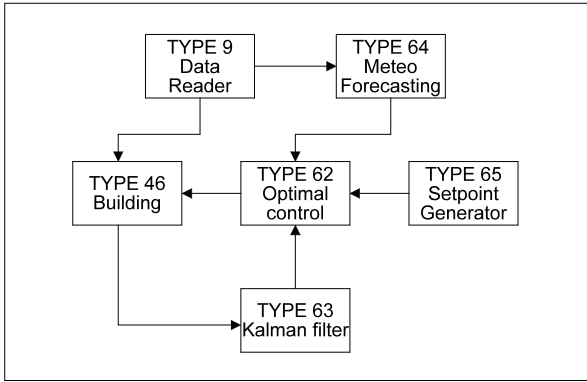 TYPE 9
Data
Reader
TYPE 64
Meteo
Forecasting
TYPE 46
Building
TYPE 62
Optimal
control
TYPE 65
Setpoint
Generator
TYPE 63
Kalman filter